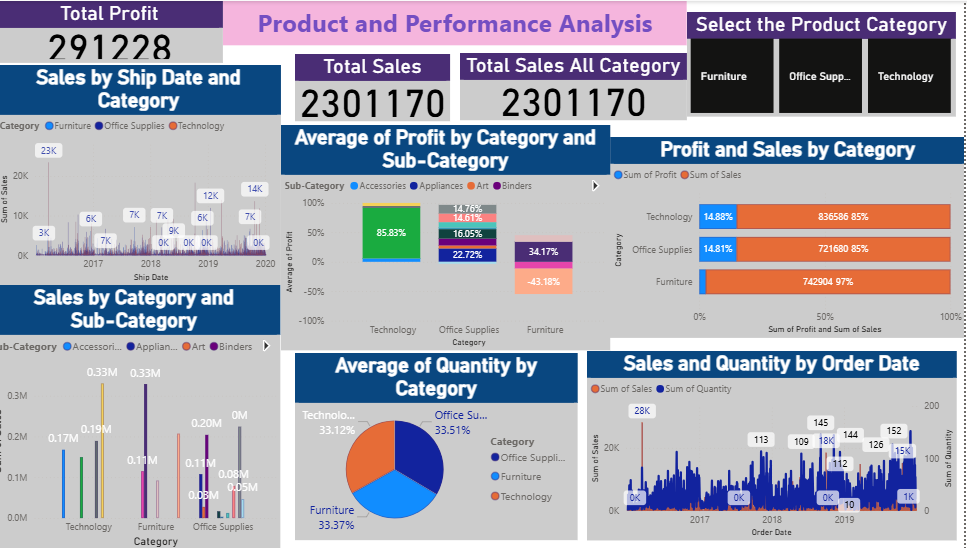 Total Profit
291228
Product and Performance Analysis
Select the Product Category
Furniture
Office Supp...
Technology
Total Sales
2301170
Total Sales All Category
2301170
Sales by Ship Date and
Category
Category Furniture Office Supplies Technology
Sum of Sales
20K
10K
0K
23K
3K
6K
7K
7K
7K
9K
0K
0K
0K
6K
12K
7K
14K
0K
2017 2018 2019 2020
Ship Date
Average of Profit by Category and
Sub-Category
Sub-Category Accessories Appliances Art Binders
Average of Profit
100%
50%
0%
-50%
-100%
85.83%
14.76%
14.61%
16.05%
22.72%
34.17%
-43.18%
Technology Office Supplies Furniture
Category
Profit and Sales by Category
Sum of Profit Sum of Sales
Category
Technology 14.88% 836586 85%
Office Supplies 14.81% 721680 85%
Furniture 742904 97%
0% 50% 100%
Sum of Profit and Sum of Sales
Sales by Category and
Sub-Category
ub-Category Accessori... Applian... Art Binders
0.3M
0.2M
0.1M
0.0M
0.17M
0.19M
0.33M
0.33M
0.11M
0.11M
0.03M
0.20M
0M
0.08M
0.05M
Technology Furniture Office Supplies
Category
Average of Quantity by
Category
Technolo...
33.12%
Office Su...
33.51%
Furniture
33.37%
Category
Office Suppli...
Furniture
Technology
Sales and Quantity by Order Date
Sum of Sales Sum of Quantity
Sum of Sales
20K
0K
28K
0K
113
0K
109
145
18K
112
0K
144
10
126
152
15K
1K
200
100
0
Sum of Quantity
2017 2018 2019
Order Date